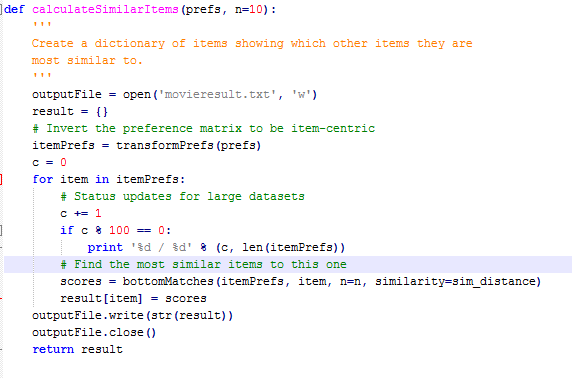 def calculateSimilarItems(prefs, n=10):
    '''
    Create a dictionary of items showing which other items they are
    most similar to.
    '''
    outputFile = open('movieresult.txt', 'w')
    result = {}
    # Invert the preference matrix to be item-centric
    itemPrefs = transformPrefs(prefs)
    c = 0
    for item in itemPrefs:
        # Status updates for large datasets
        c += 1
        if c % 100 == 0:
            print '%d / %d' % (c, len(itemPrefs))
        # Find the most similar items to this one
        scores = bottomMatches(itemPrefs, item, n=n, similarity=sim_distance)
        result[item] = scores
    outputFile.write(str(result))
    outputFile.close()
    return result